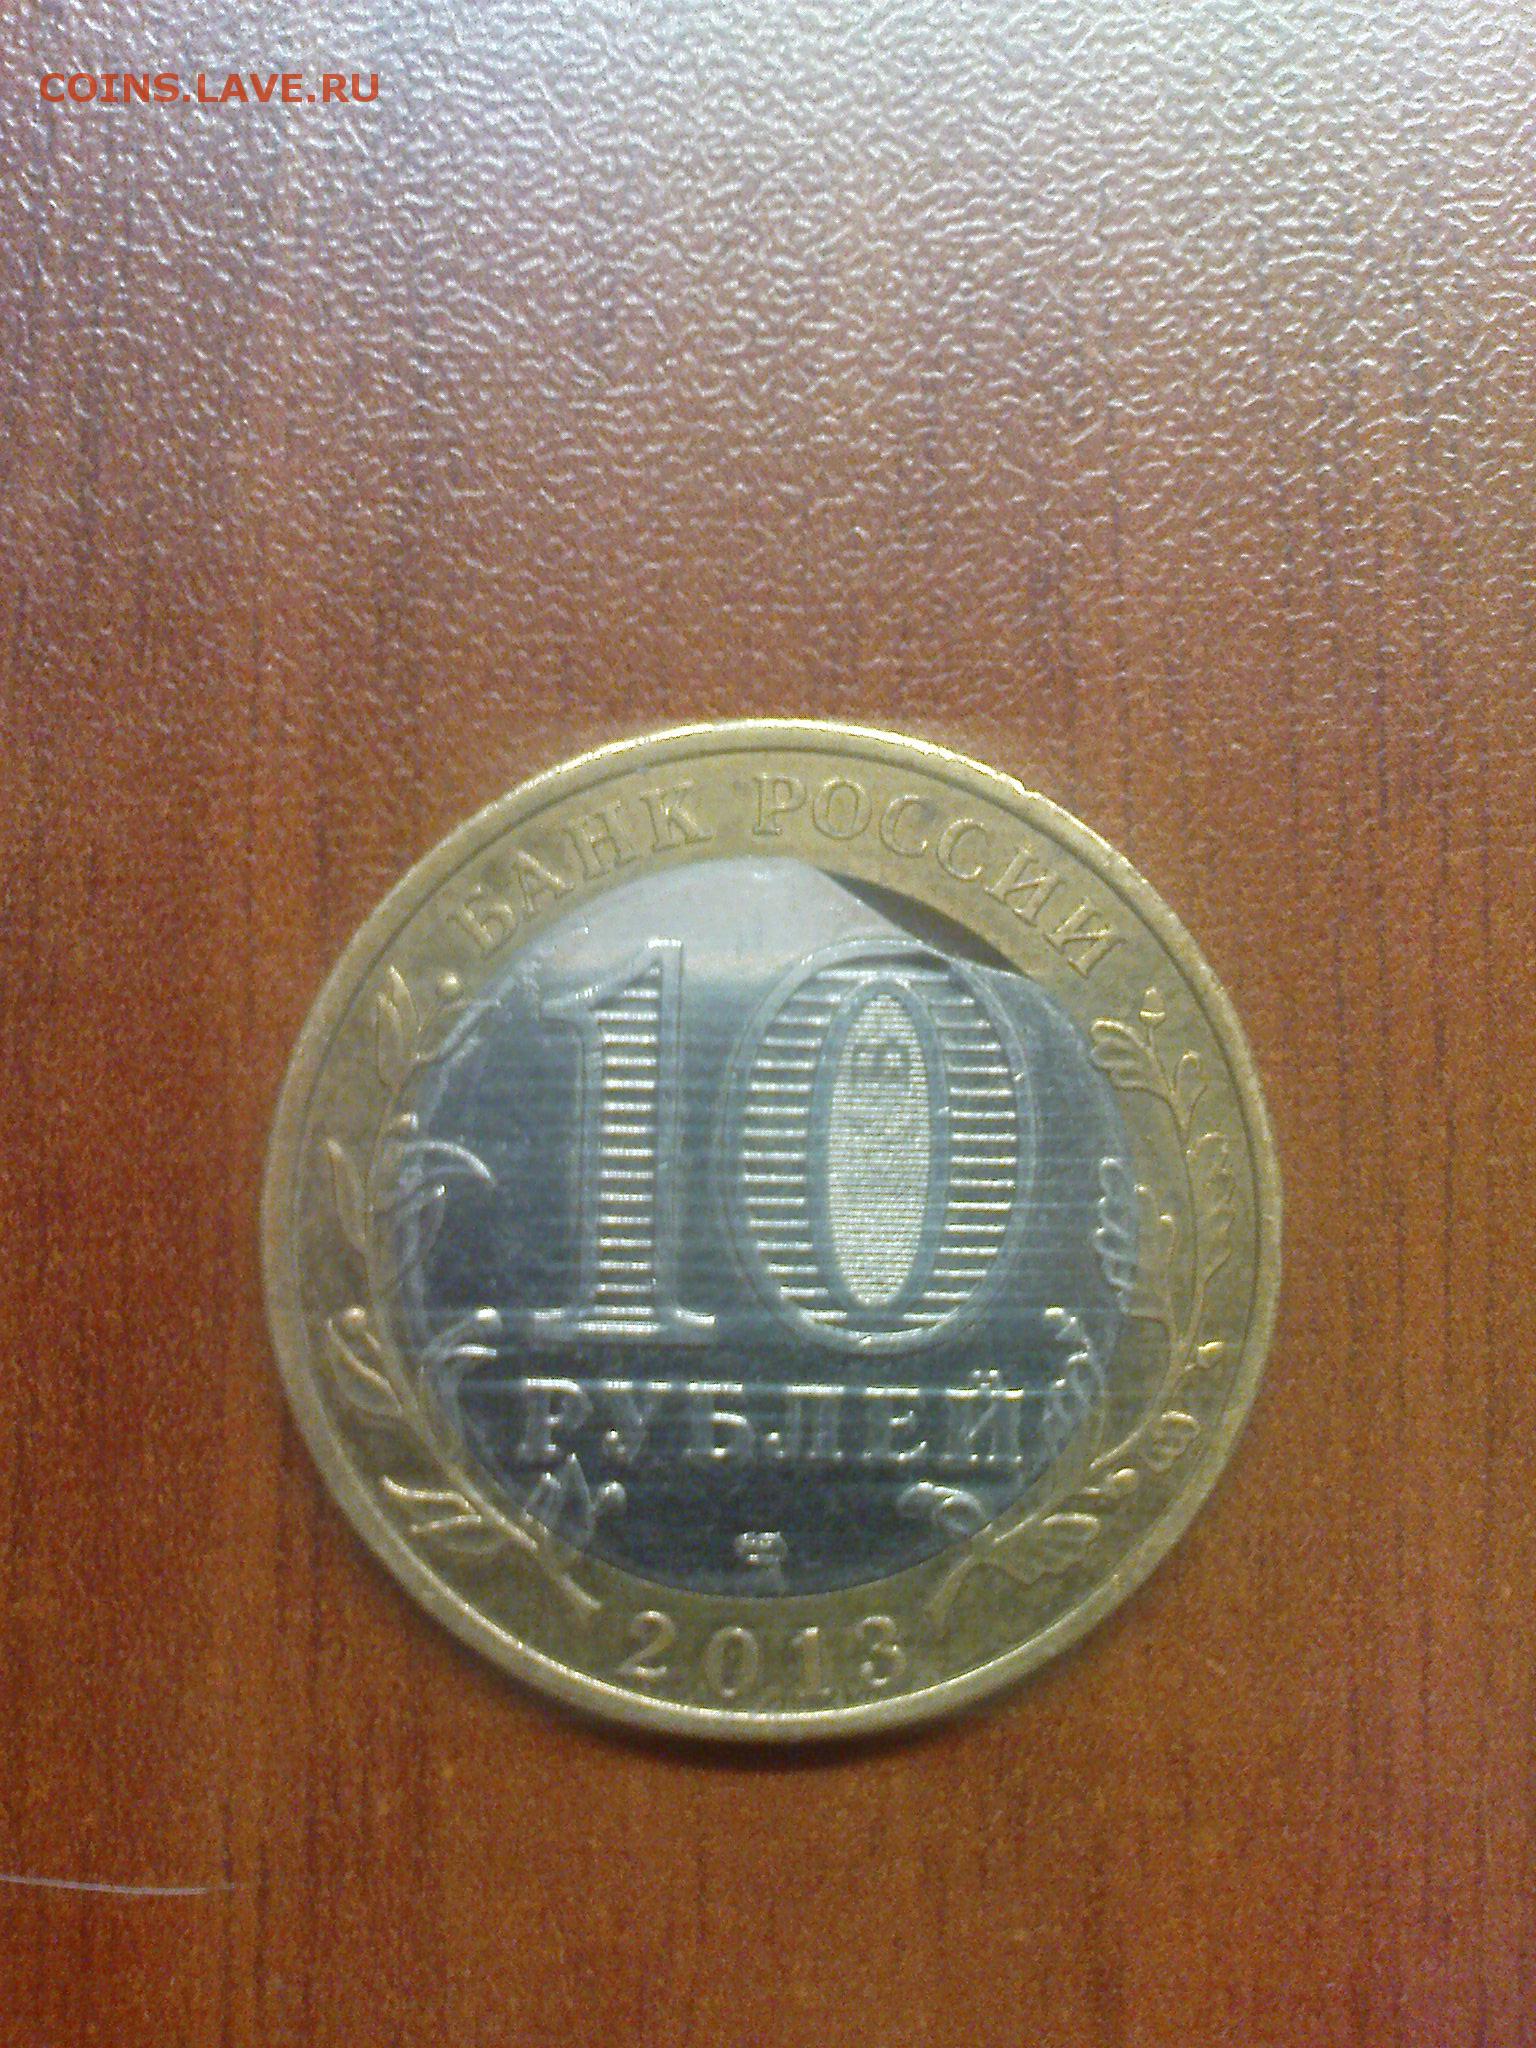 COINS.LAVE.RU
БАНК РОССИИ
10
РУБЛЕЙ
2013